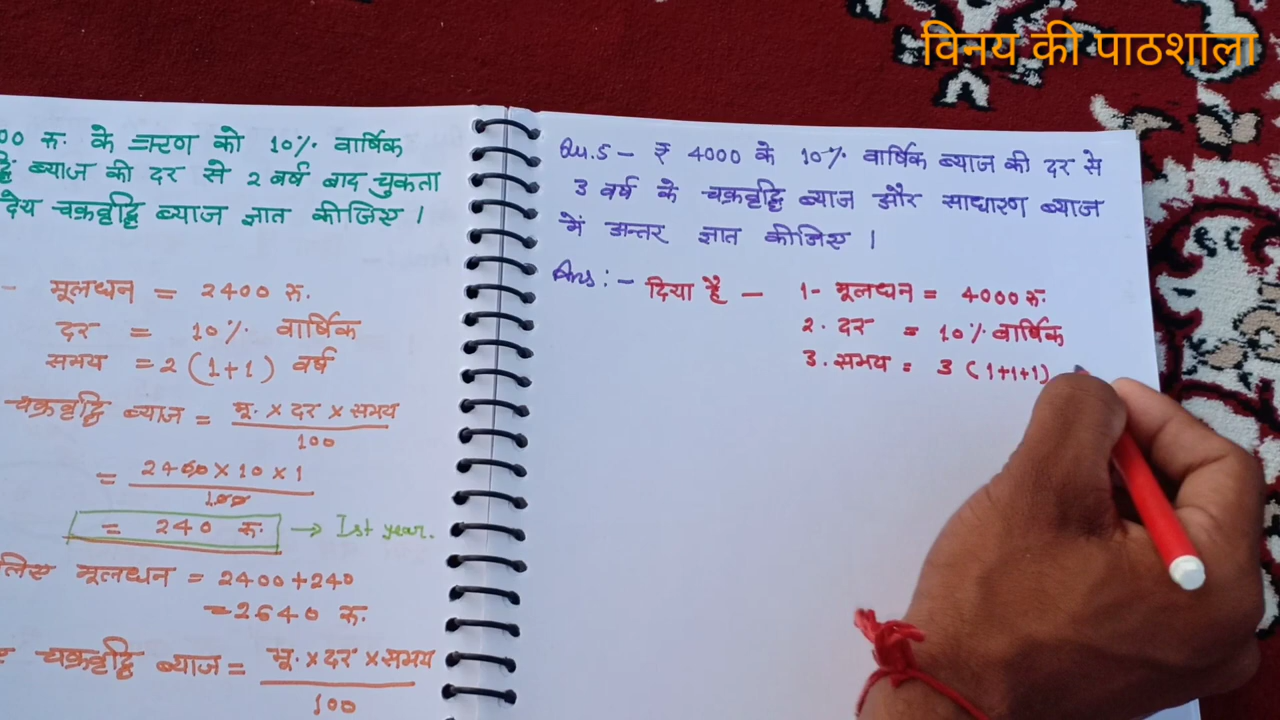 विनय की पाठशाला
00 रु. के ऋण को 10% वार्षिक
ब्याज की दर से 2 वर्ष बाद चुकता
देय चक्रवृद्धि ब्याज ज्ञात कीजिए।
- मूलधन = 2400 रु.
दर = 10% वार्षिक
समय = 2 (1+1) वर्ष
चक्रवृद्धि ब्याज = मू. × दर × समय / 100
= 2400 × 10 × 1 / 100
= 240 रु. → Ist year.
लिए मूलधन = 2400+240
= 2640 रु.
चक्रवृद्धि ब्याज = मू. × दर × समय / 100
Qu.5 - ₹ 4000 के 10% वार्षिक ब्याज की दर से
3 वर्ष के चक्रवृद्धि ब्याज और साधारण ब्याज
में अन्तर ज्ञात कीजिए।
Ans:- दिया है - 1- मूलधन = 4000 रु.
2. दर = 10% वार्षिक
3. समय = 3 (1+1+1)